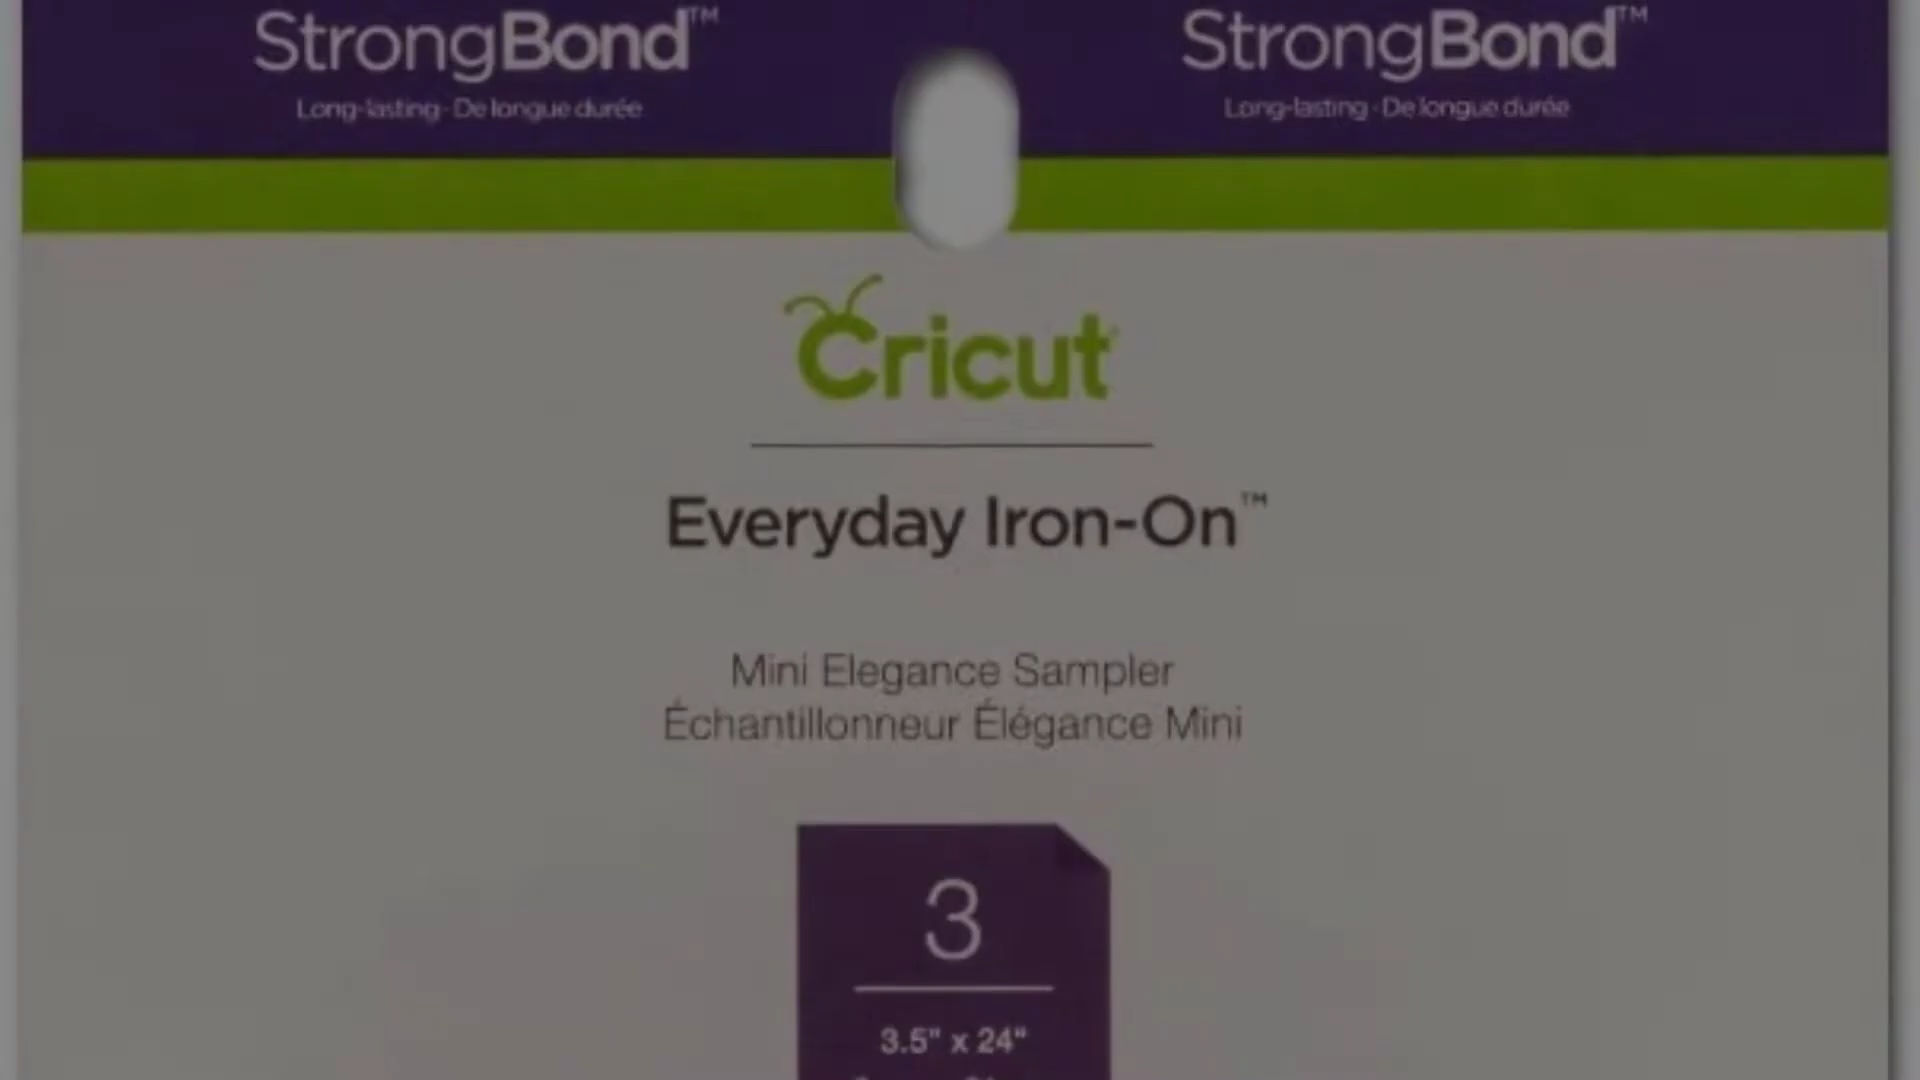 StrongBond™ StrongBond™
Long-lasting · De longue durée Long-lasting · De longue durée
Cricut
Everyday Iron-On™
Mini Elegance Sampler
Échantillonneur Élégance Mini
3
3.5" x 24"